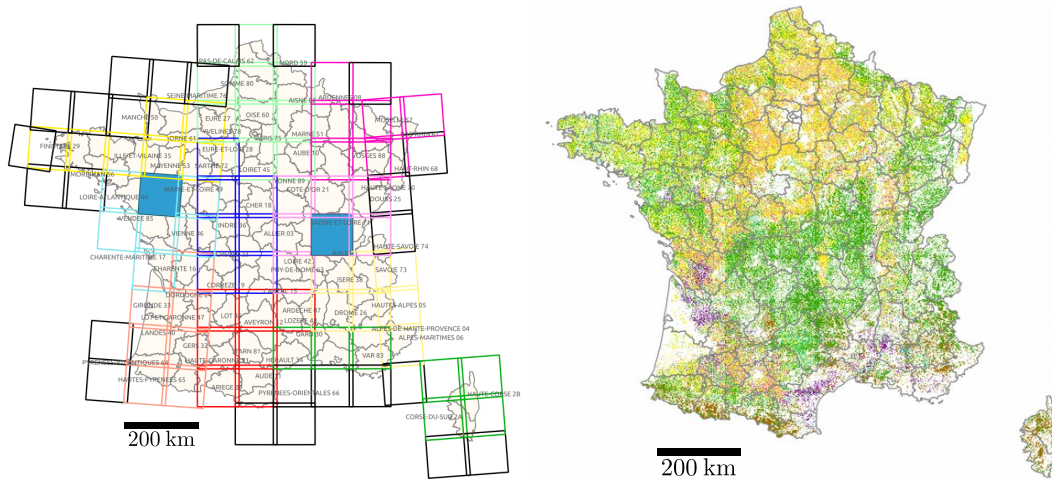 PAS-DE-CALAIS 62
NORD 59
SOMME 80
SEINE-MARITIME 76
AISNE
ARDENNES 08
MANCHE 50
EURE 27
OISE 60
ORNE 61
YVELINES 78
MARNE 51
FINISTERE 29
ILLE-ET-VILAINE 35
EURE-ET-LOIR 28
AUBE 10
VOSGES 88
MAYENNE 53
SARTHE 72
LOIRET 45
HAUT-RHIN 68
MORBIHAN 56
YONNE 89
LOIRE-ATLANTIQUE 44
MAINE-ET-LOIRE 49
COTE-D'OR 21
HAUTE-SAONE 70
DOUBS 25
CHER 18
VENDEE 85
INDRE 36
SAONE-ET-LOIRE 71
VIENNE 86
ALLIER 03
HAUTE-SAVOIE 74
CHARENTE-MARITIME 17
AIN
LOIRE 42
CHARENTE 16
PUY-DE-DOME 63
SAVOIE 73
CORREZE 19
ISERE 38
CANTAL 15
DORDOGNE 24
GIRONDE 33
HAUTES-ALPES 05
LOT-ET-GARONNE 47
LOT
ARDECHE 07
DROME 26
AVEYRON 12
LOZERE 48
LANDES 40
GARD 30
ALPES-DE-HAUTE-PROVENCE 04
GERS 32
ALPES-MARITIMES 06
TARN 81
VAR 83
PYRENEES-ATLANTIQUES 64
HAUTE-GARONNE 31
HERAULT 34
AUDE
HAUTES-PYRENEES 65
ARIEGE
PYRENEES-ORIENTALES 66
HAUTE-CORSE 2B
CORSE-DU-SUD 2A
200 km
200 km